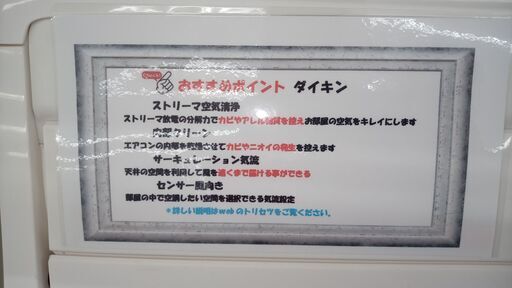 Check!
おすすめポイント ダイキン
ストリーマ空気清浄
ストリーマ放電の分解力でカビやアレル物質を控えお部屋の空気をキレイにします
内部クリーン
エアコンの内部を乾燥させてカビやニオイの発生を控えます
サーキュレーション気流
天井の空間を利用して風を遠くまで届ける事ができる
センサー風向き
部屋の中で空調したい空間を選択できる気流設定
*詳しい説明はwebのトリセツをご覧ください。